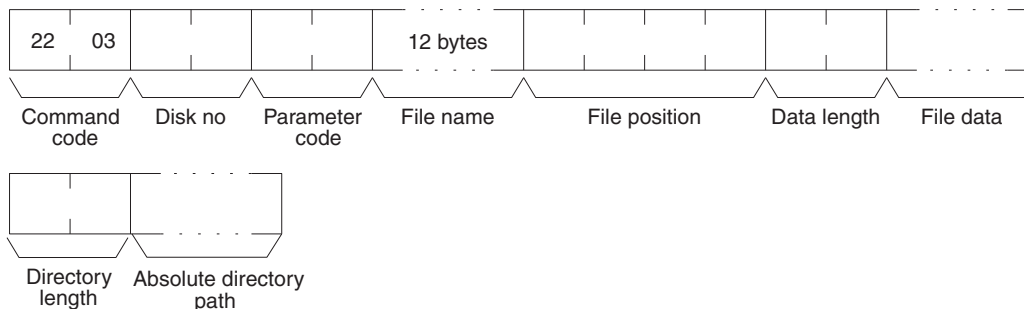 22 03 12 bytes
Command code Disk no Parameter code File name File position Data length File data
Directory length Absolute directory path